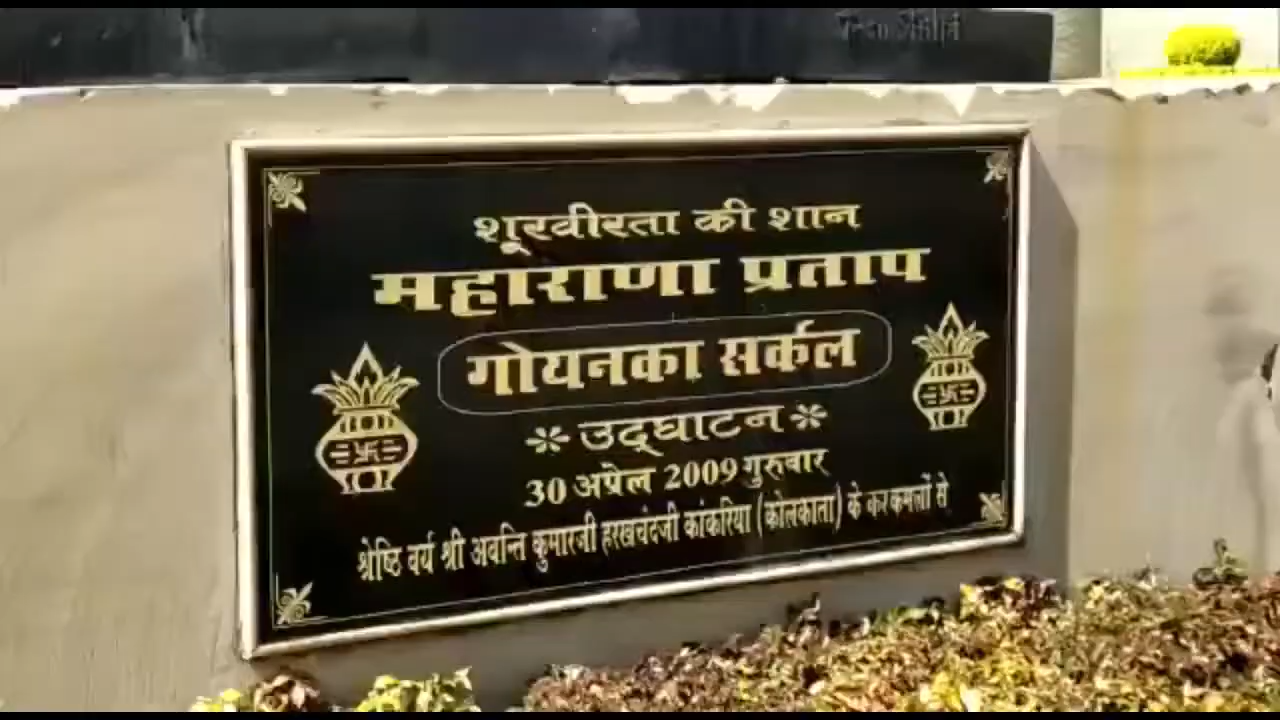 शूरवीरता की शान
महाराणा प्रताप
गोयनका सर्कल
* उद्घाटन *
30 अप्रेल 2009 गुरुवार
श्रेष्ठि वर्य श्री अवन्ति कुमारजी हरखचंदजी कांकरिया (कोलकाता) के करकमलों से